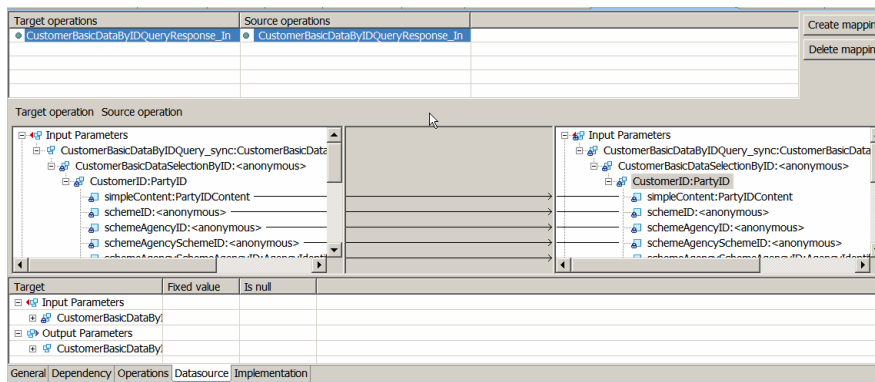 Target operations Source operations
Create mappin
CustomerBasicDataByIDQueryResponse_In CustomerBasicDataByIDQueryResponse_In
Delete mappin
Target operation Source operation
Input Parameters Input Parameters
CustomerBasicDataByIDQuery_sync:CustomerBasicData CustomerBasicDataByIDQuery_sync:CustomerBasicData
CustomerBasicDataSelectionByID:<anonymous> CustomerBasicDataSelectionByID:<anonymous>
CustomerID:PartyID CustomerID:PartyID
simpleContent:PartyIDContent simpleContent:PartyIDContent
schemeID:<anonymous> schemeID:<anonymous>
schemeAgencyID:<anonymous> schemeAgencyID:<anonymous>
schemeAgencySchemeID:<anonymous> schemeAgencySchemeID:<anonymous>
Target Fixed value Is null
Input Parameters
CustomerBasicDataByI
Output Parameters
CustomerBasicDataByI
General Dependency Operations Datasource Implementation